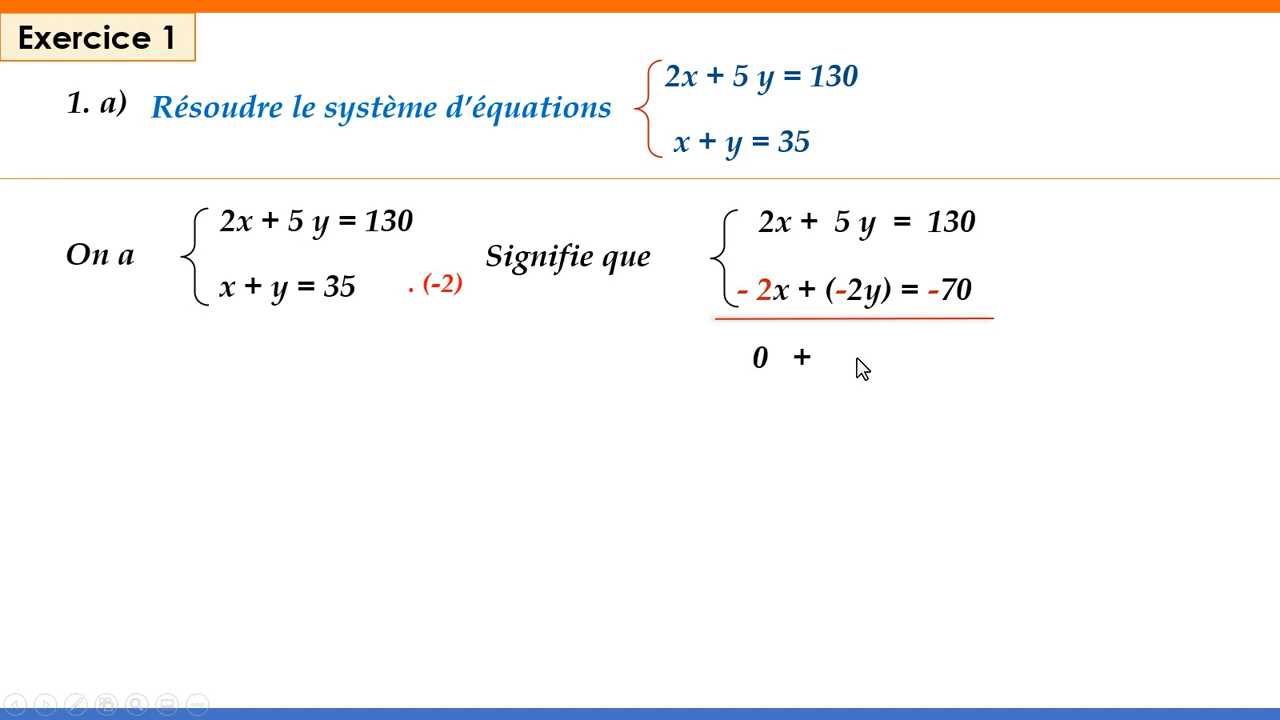 Exercice 1
1. a) Résoudre le système d'équations
2x + 5 y = 130
x + y = 35
On a
2x + 5 y = 130
x + y = 35 . (-2)
Signifie que
2x + 5 y = 130
- 2x + (-2y) = -70
0 +